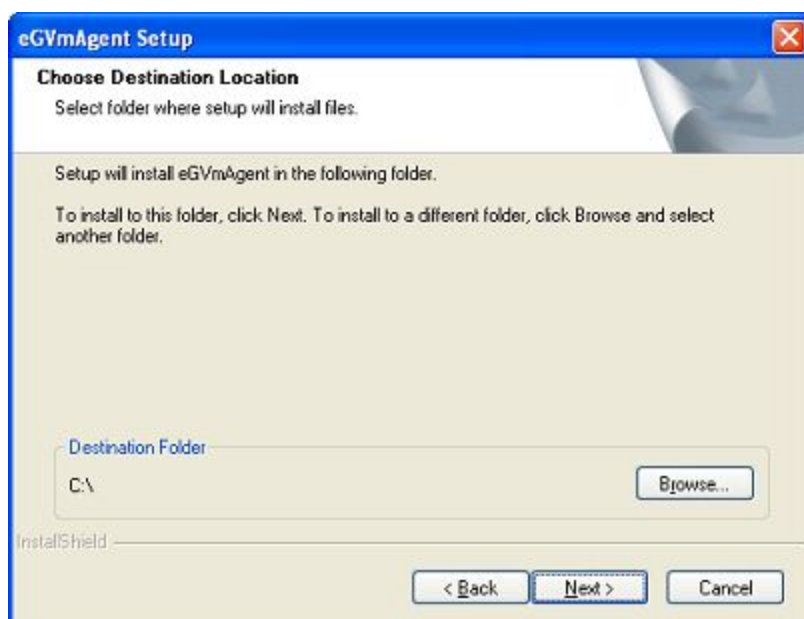 eGVmAgent Setup
Choose Destination Location
Select folder where setup will install files.
Setup will install eGVmAgent in the following folder.
To install to this folder, click Next. To install to a different folder, click Browse and select
another folder.
Destination Folder
C:\
Browse...
InstallShield
< Back
Next >
Cancel